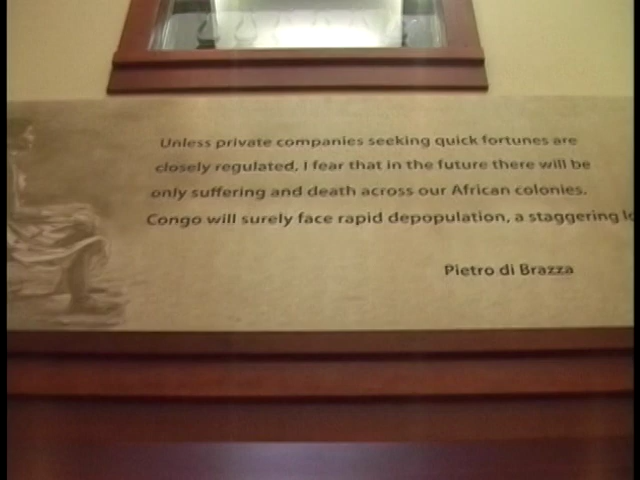 Unless private companies seeking quick fortunes are
closely regulated, I fear that in the future there will be
only suffering and death across our African colonies.
Congo will surely face rapid depopulation, a staggering
Pietro di Brazza